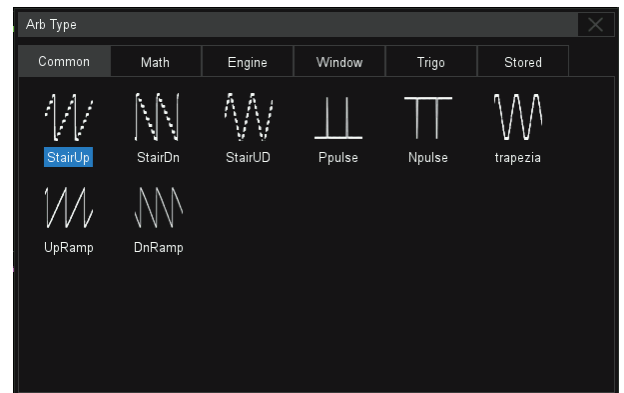 Arb Type
Common Math Engine Window Trigo Stored
StairUp StairDn StairUD Ppulse Npulse trapezia
UpRamp DnRamp